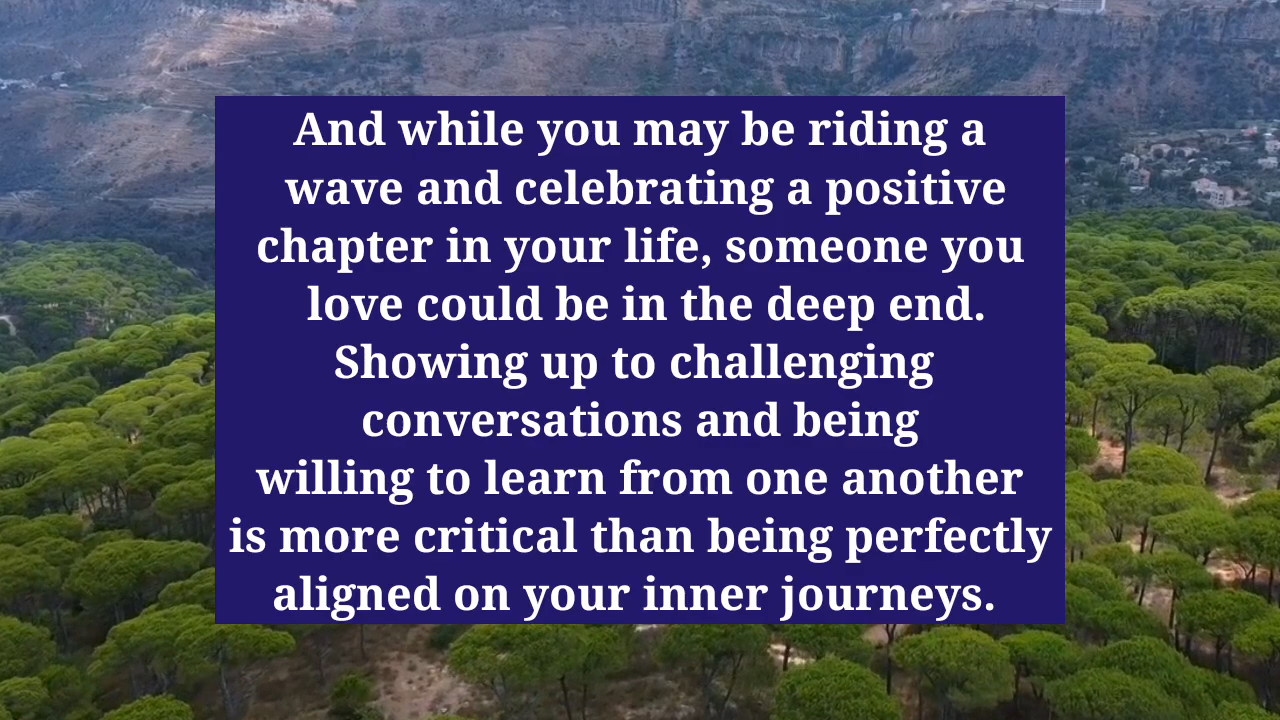 And while you may be riding a
wave and celebrating a positive
chapter in your life, someone you
love could be in the deep end.
Showing up to challenging
conversations and being
willing to learn from one another
is more critical than being perfectly
aligned on your inner journeys.